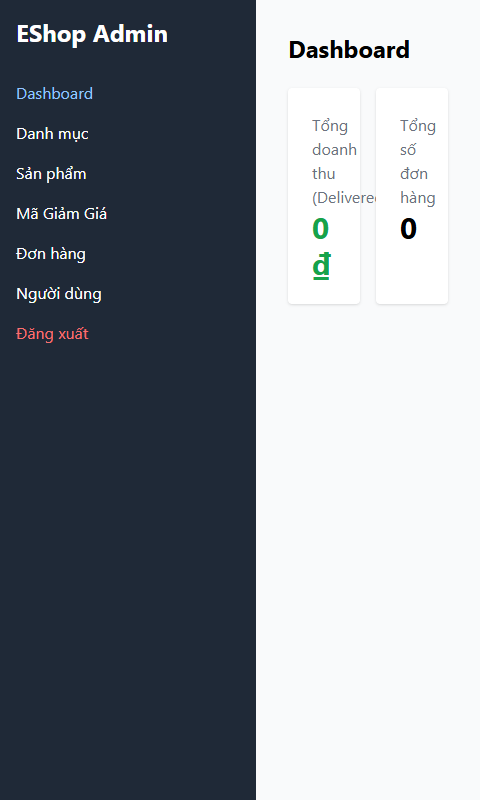 EShop Admin
Dashboard
Danh mục
Sản phẩm
Mã Giảm Giá
Đơn hàng
Người dùng
Đăng xuất
Dashboard
Tổng
doanh
thu
(Delivered
0
₫
Tổng
số
đơn
hàng
0